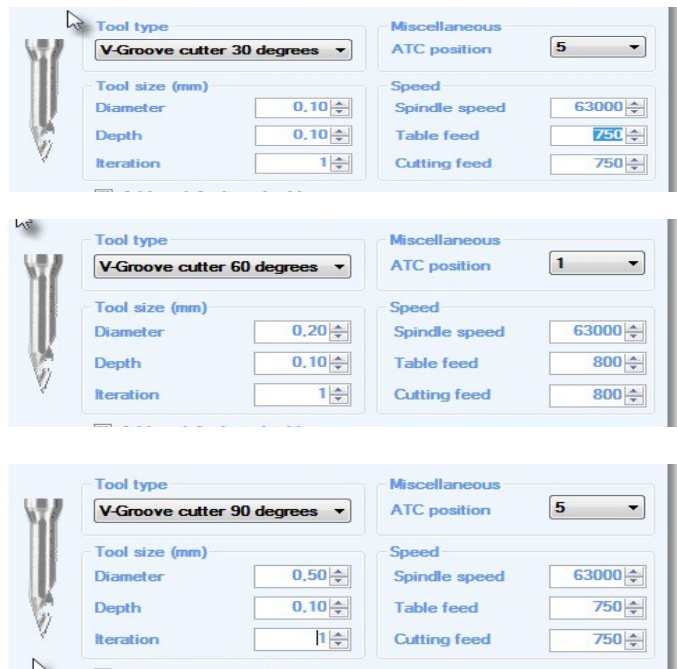 Tool type Miscellaneous
V-Groove cutter 30 degrees ATC position 5
Tool size (mm) Speed
Diameter 0,10 Spindle speed 63000
Depth 0,10 Table feed 750
Iteration 1 Cutting feed 750
Tool type Miscellaneous
V-Groove cutter 60 degrees ATC position 1
Tool size (mm) Speed
Diameter 0,20 Spindle speed 63000
Depth 0,10 Table feed 800
Iteration 1 Cutting feed 800
Tool type Miscellaneous
V-Groove cutter 90 degrees ATC position 5
Tool size (mm) Speed
Diameter 0,50 Spindle speed 63000
Depth 0,10 Table feed 750
Iteration 1 Cutting feed 750